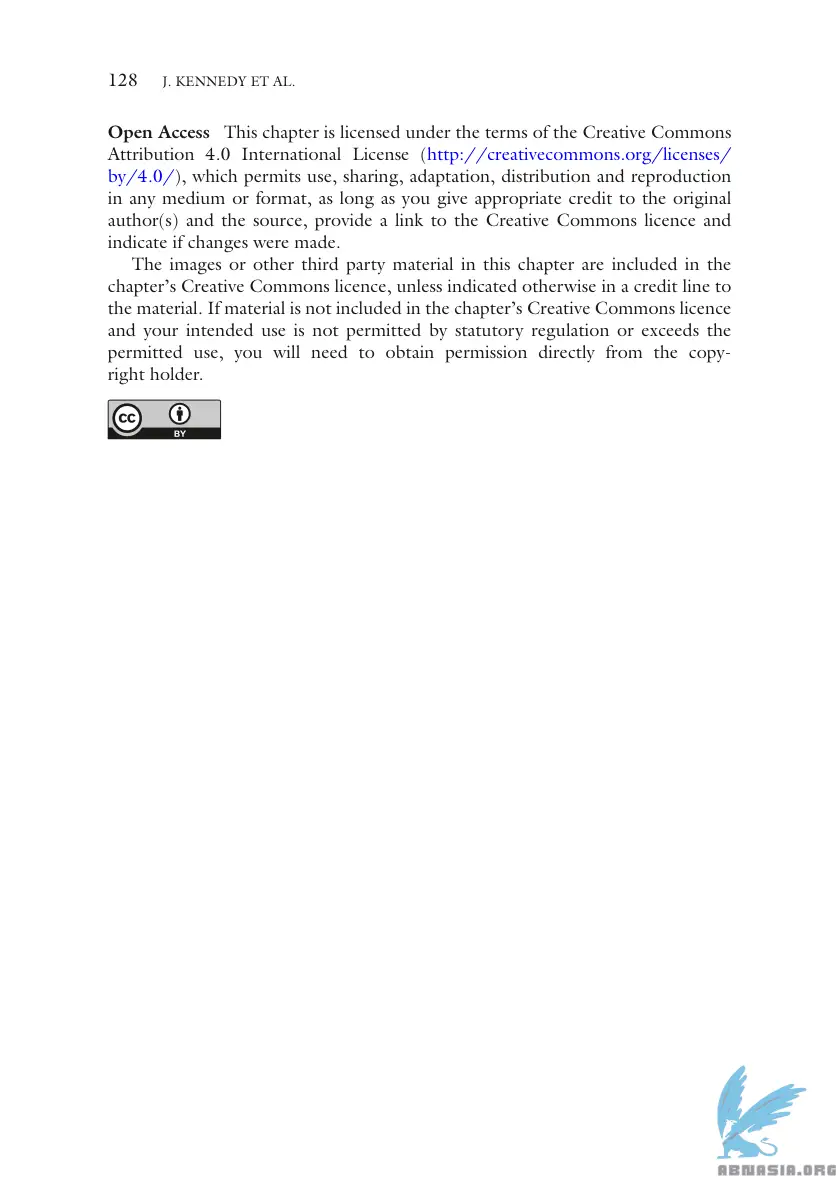 128 J. KENNEDY ET AL.
Open Access This chapter is licensed under the terms of the Creative Commons
Attribution 4.0 International License (http://creativecommons.org/licenses/
by/4.0/), which permits use, sharing, adaptation, distribution and reproduction
in any medium or format, as long as you give appropriate credit to the original
author(s) and the source, provide a link to the Creative Commons licence and
indicate if changes were made.
The images or other third party material in this chapter are included in the
chapter’s Creative Commons licence, unless indicated otherwise in a credit line to
the material. If material is not included in the chapter’s Creative Commons licence
and your intended use is not permitted by statutory regulation or exceeds the
permitted use, you will need to obtain permission directly from the copy-
right holder.
cc
BY
ABNASIA.ORG